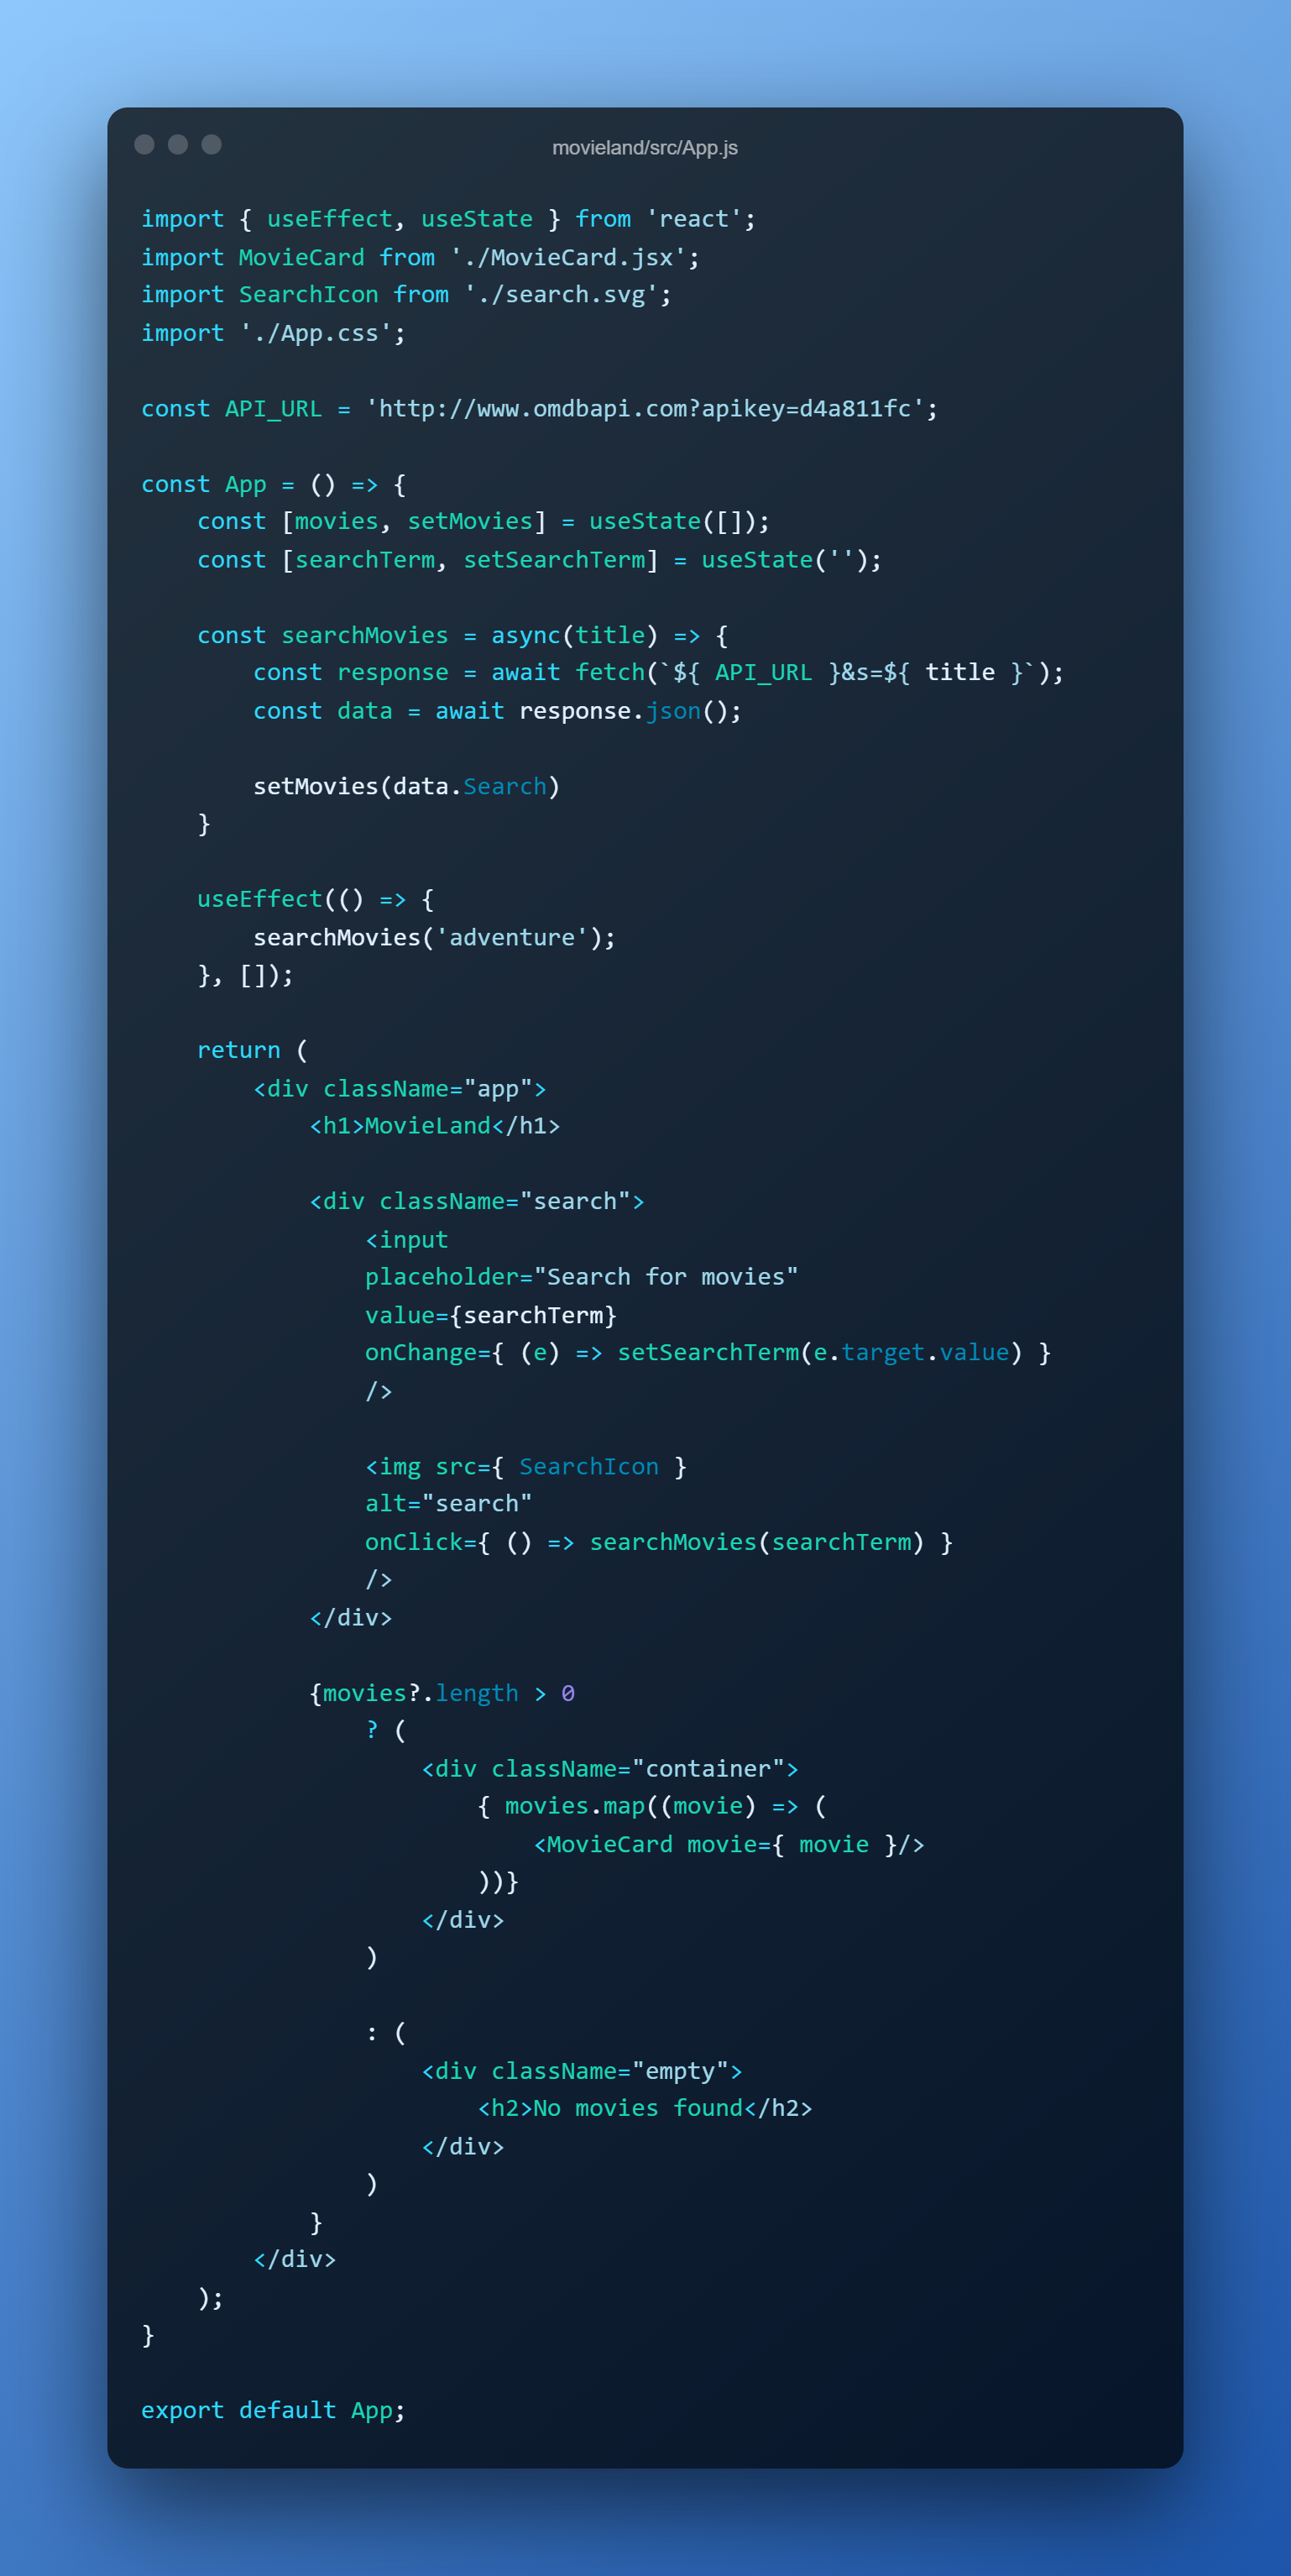 movieland/src/App.js
import { useEffect, useState } from 'react';
import MovieCard from './MovieCard.jsx';
import SearchIcon from './search.svg';
import './App.css';

const API_URL = 'http://www.omdbapi.com?apikey=d4a811fc';

const App = () => {
    const [movies, setMovies] = useState([]);
    const [searchTerm, setSearchTerm] = useState('');

    const searchMovies = async(title) => {
        const response = await fetch(`${ API_URL }&s=${ title }`);
        const data = await response.json();

        setMovies(data.Search)
    }

    useEffect(() => {
        searchMovies('adventure');
    }, []);

    return (
        <div className="app">
            <h1>MovieLand</h1>

            <div className="search">
                <input
                placeholder="Search for movies"
                value={searchTerm}
                onChange={ (e) => setSearchTerm(e.target.value) }
                />

                <img src={ SearchIcon }
                alt="search"
                onClick={ () => searchMovies(searchTerm) }
                />
            </div>

            {movies?.length > 0
                ? (
                    <div className="container">
                        { movies.map((movie) => (
                            <MovieCard movie={ movie }/>
                        ))}
                    </div>
                )

                : (
                    <div className="empty">
                        <h2>No movies found</h2>
                    </div>
                )
            }
        </div>
    );
}

export default App;